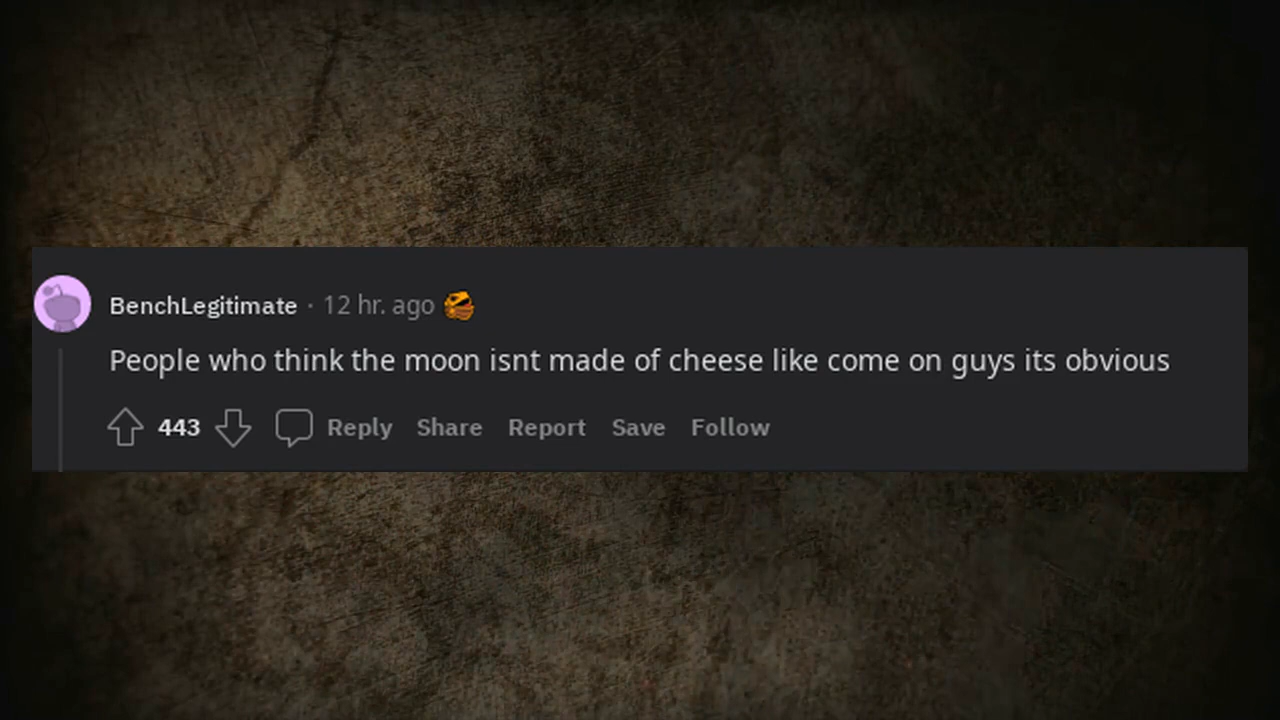 BenchLegitimate · 12 hr. ago
People who think the moon isnt made of cheese like come on guys its obvious
443 Reply Share Report Save Follow